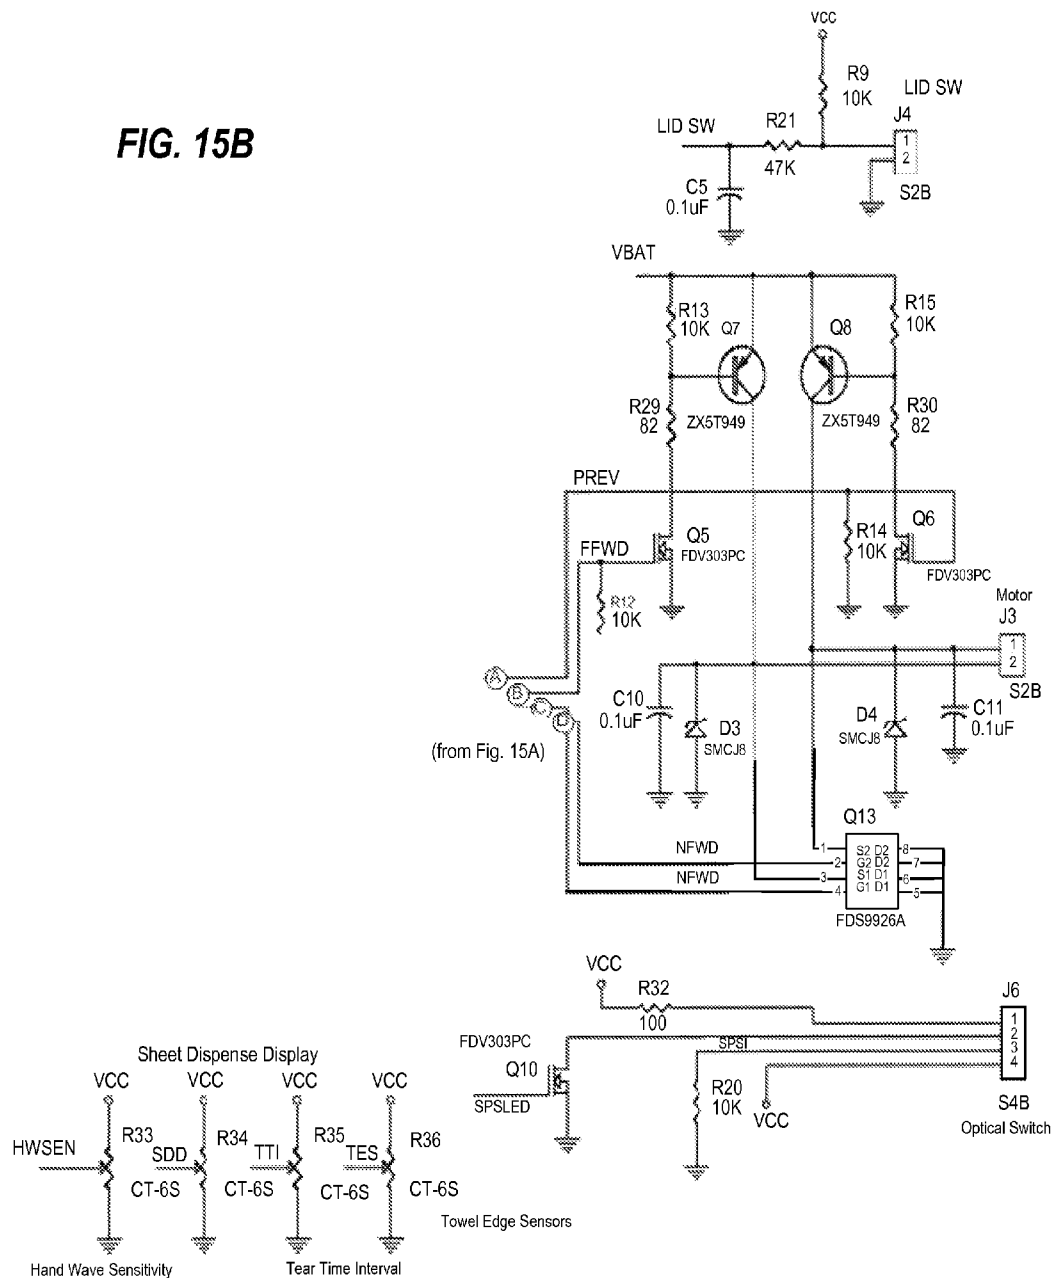 FIG. 15B
VCC
R9
10K
LID SW
J4
LID SW
R21
47K
1
2
C5
0.1uF
S2B
VBAT
R13
10K
Q7
Q8
R15
10K
R29
82
ZX5T949
ZX5T949
R30
82
PREV
Q5
FDV303PC
FFWD
R14
10K
Q6
FDV303PC
R12
10K
Motor
J3
1
2
S2B
A
B
C
D
(from Fig. 15A)
C10
0.1uF
D3
SMCJ8
D4
SMCJ8
C11
0.1uF
Q13
NFWD
1 S2 D2 8
2 G2 D2 7
NFWD
3 S1 D1 6
4 G1 D1 5
FDS9926A
VCC
R32
100
J6
1
2
3
4
FDV303PC
SPSI
Q10
SPSLED
R20
10K
VCC
S4B
Optical Switch
Sheet Dispense Display
VCC
VCC
VCC
VCC
HWSEN
R33
SDD
R34
TTI
R35
TES
R36
CT-6S
CT-6S
CT-6S
CT-6S
Towel Edge Sensors
Hand Wave Sensitivity
Tear Time Interval